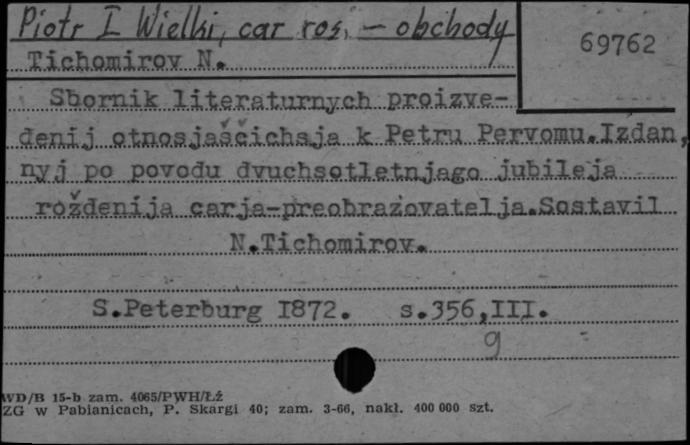 Piotr I Wielki, car ros. – obchody
69762
Tichomirov N.
Sbornik literaturnych proizve-
denij otnosjaščichsja k Petru Pervomu.Izdan,
nyj po povodu dvuchsotletnjago jubileja
roždenija carja-preobrazovatelja.Sostavil
N.Tichomirov.
S.Peterburg 1872. s.356,III.
g
WD/B 15-b zam. 4065/PWH/Łź
ZG w Pabianicach, P. Skargi 40; zam. 3-66, nakł. 400 000 szt.